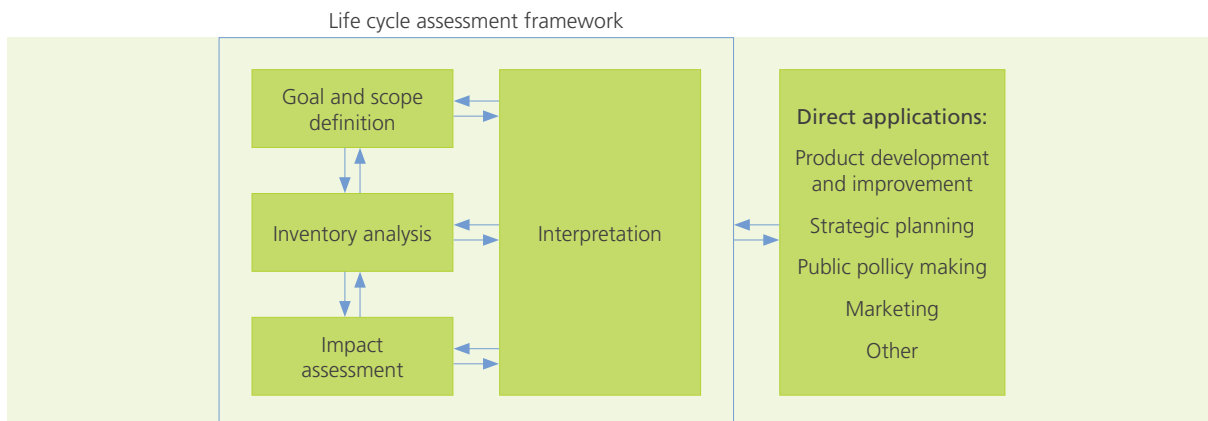 Life cycle assessment framework
Goal and scope
definition
Inventory analysis
Impact
assessment
Interpretation
Direct applications:
Product development
and improvement
Strategic planning
Public pollicy making
Marketing
Other